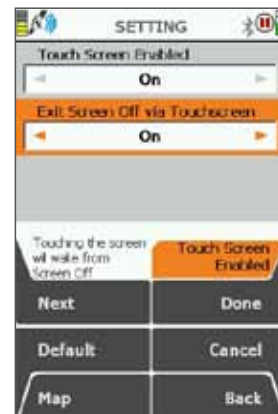 SETTING
Touch Screen Enabled
On
Exit Screen Off via Touchscreen
On
Touching the screen
will wake from
Screen Off
Touch Screen
Enabled
Next
Done
Default
Cancel
Map
Back